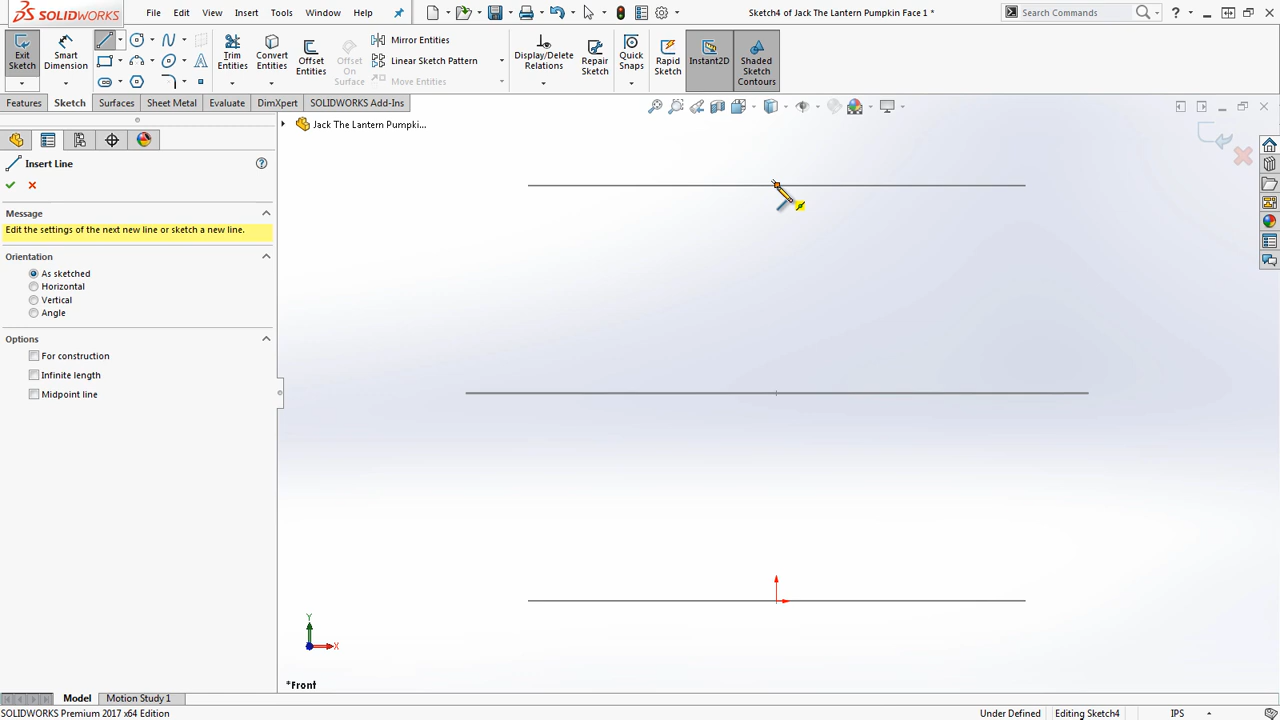 SOLIDWORKS
File Edit View Insert Tools Window Help
Sketch4 of Jack The Lantern Pumpkin Face 1 *
Search Commands
Exit Sketch
Smart Dimension
Trim Entities
Convert Entities
Offset Entities
Offset On Surface
Mirror Entities
Linear Sketch Pattern
Move Entities
Display/Delete Relations
Repair Sketch
Quick Snaps
Rapid Sketch
Instant2D
Shaded Sketch Contours
Features Sketch Surfaces Sheet Metal Evaluate DimXpert SOLIDWORKS Add-Ins
Jack The Lantern Pumpki...
Insert Line
Message
Edit the settings of the next new line or sketch a new line.
Orientation
As sketched
Horizontal
Vertical
Angle
Options
For construction
Infinite length
Midpoint line
Y
X
*Front
Model Motion Study 1
SOLIDWORKS Premium 2017 x64 Edition
Under Defined Editing Sketch4 IPS